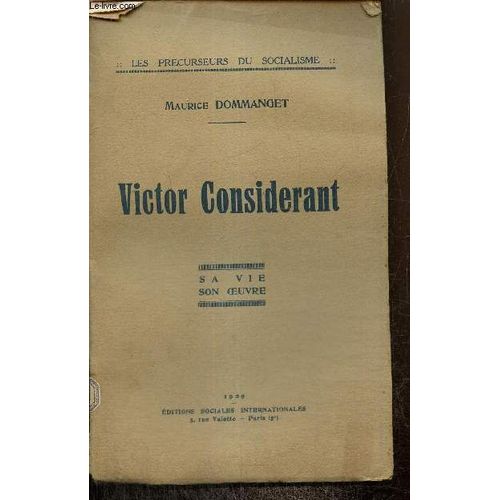 Le-livre.com
:: LES PRECURSEURS DU SOCIALISME ::
MAURICE DOMMANGET
Victor Considerant
SA VIE
SON ŒUVRE
1929
ÉDITIONS SOCIALES INTERNATIONALES
3, rue Valette — Paris (5e)